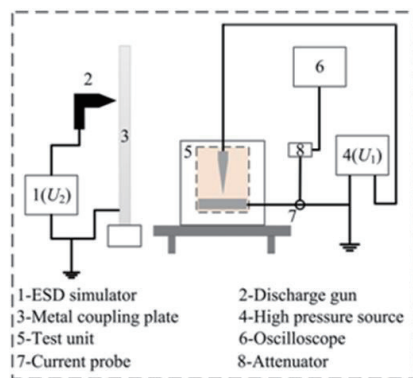 2
6
3
5
8
4(U₁)
1(U₂)
7
1-ESD simulator 2-Discharge gun
3-Metal coupling plate 4-High pressure source
5-Test unit 6-Oscilloscope
7-Current probe 8-Attenuator